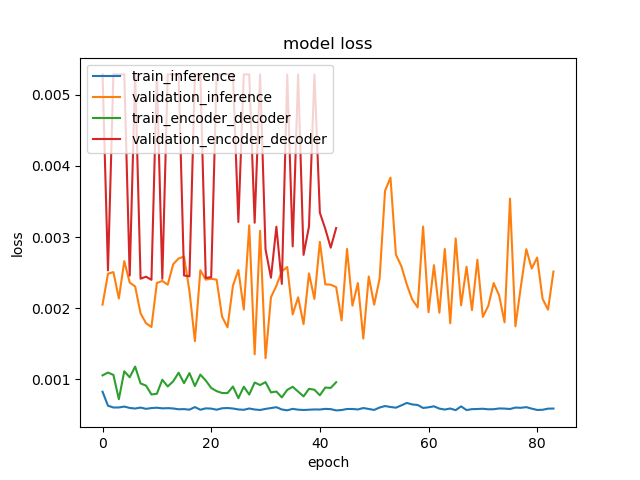 model loss
train_inference
validation_inference
train_encoder_decoder
validation_encoder_decoder
0.005
0.004
0.003
0.002
0.001
loss
0 20 40 60 80
epoch